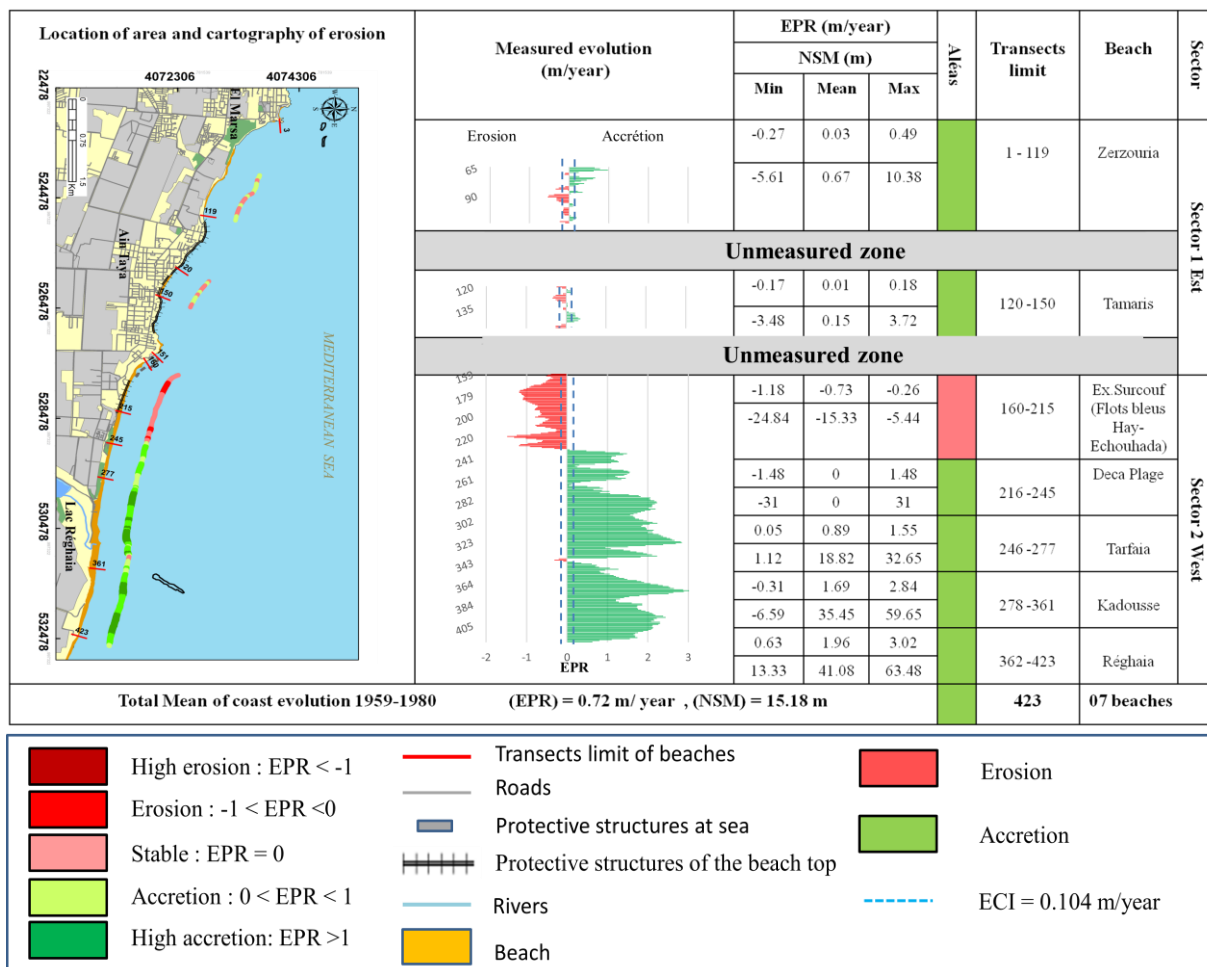 Location of area and cartography of erosion
4072306 4074306
22478
524478
526478
528478
530478
532478
0 0.75 1.5
Km
N
E
S
W
El Marsa
Ain Taya
Lac Réghaia
MEDITERRANEAN SEA
3
119
120
150
151
160
215
245
277
361
423
Measured evolution
(m/year)
EPR (m/year)
NSM (m)
Min Mean Max
Aléas
Transects
limit
Beach
Sector
Erosion Accrétion
65
90
-0.27 0.03 0.49
-5.61 0.67 10.38
1 - 119
Zerzouria
Sector 1 Est
Unmeasured zone
120
135
-0.17 0.01 0.18
-3.48 0.15 3.72
120 -150
Tamaris
Unmeasured zone
159
179
200
220
241
261
282
302
323
343
364
384
405
-2 -1 0 1 2 3
EPR
-1.18 -0.73 -0.26
-24.84 -15.33 -5.44
160-215
Ex.Surcouf
(Flots bleus
Hay-
Echouhada)
-1.48 0 1.48
-31 0 31
216 -245
Deca Plage
0.05 0.89 1.55
1.12 18.82 32.65
246 -277
Tarfaia
-0.31 1.69 2.84
-6.59 35.45 59.65
278 -361
Kadousse
0.63 1.96 3.02
13.33 41.08 63.48
362 -423
Réghaia
Sector 2 West
Total Mean of coast evolution 1959-1980 (EPR) = 0.72 m/ year , (NSM) = 15.18 m 423 07 beaches
High erosion : EPR < -1
Erosion : -1 < EPR <0
Stable : EPR = 0
Accretion : 0 < EPR < 1
High accretion: EPR >1
Transects limit of beaches
Roads
Protective structures at sea
Protective structures of the beach top
Rivers
Beach
Erosion
Accretion
ECI = 0.104 m/year